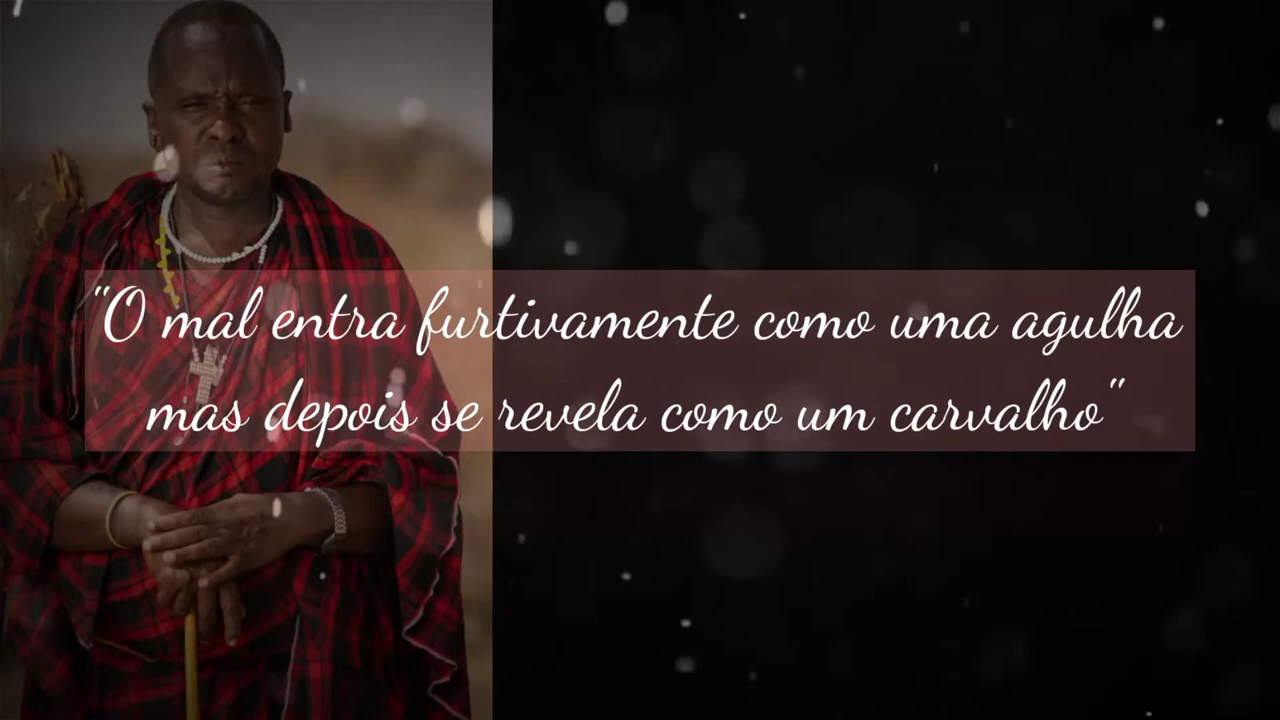 "O mal entra furtivamente como uma agulha
mas depois se revela como um carvalho"